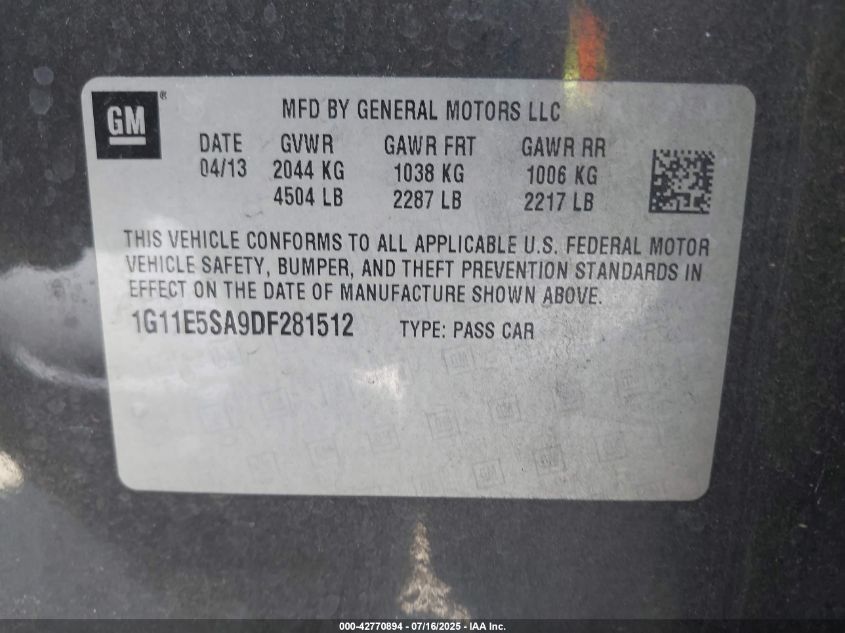 GM®
MFD BY GENERAL MOTORS LLC
DATE GVWR GAWR FRT GAWR RR
04/13 2044 KG 1038 KG 1006 KG
4504 LB 2287 LB 2217 LB
THIS VEHICLE CONFORMS TO ALL APPLICABLE U.S. FEDERAL MOTOR
VEHICLE SAFETY, BUMPER, AND THEFT PREVENTION STANDARDS IN
EFFECT ON THE DATE OF MANUFACTURE SHOWN ABOVE.
1G11E5SA9DF281512 TYPE: PASS CAR
000-42770894 - 07/16/2025 - IAA Inc.